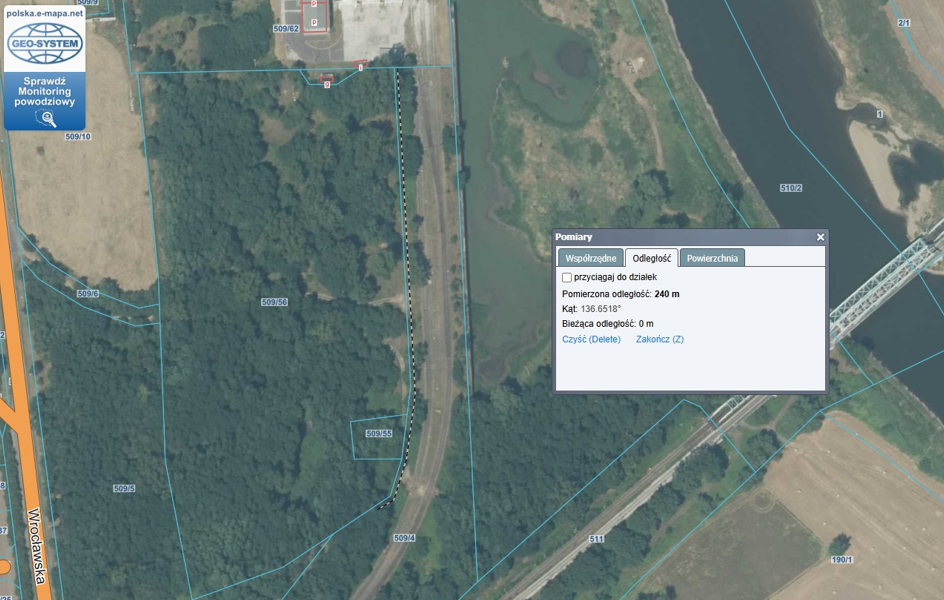 polska.e-mapa.net
GEO-SYSTEM
Sprawdź
Monitoring
powodziowy
509/9
509/62
p
p
i
g
2/1
509/10
1
510/2
509/6
509/56
509/55
509/5
509/4
511
190/1
Wrocławska
Pomiary
Współrzędne
Odległość
Powierzchnia
przyciągaj do działek
Pomierzona odległość: 240 m
Kąt: 136.6518°
Bieżąca odległość: 0 m
Czyść (Delete)
Zakończ (Z)